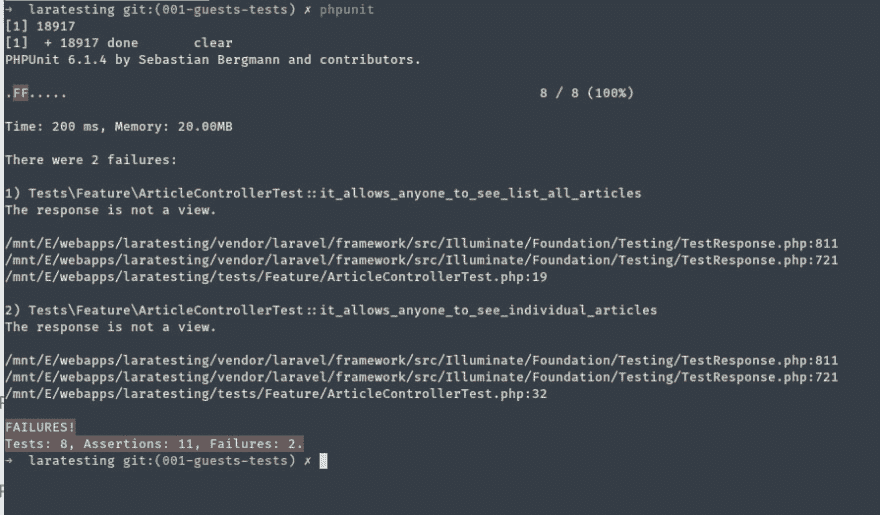 →  laratesting git:(001-guests-tests) ✗ phpunit
[1] 18917
[1]  + 18917 done       clear
PHPUnit 6.1.4 by Sebastian Bergmann and contributors.
.FF.....                                                             8 / 8 (100%)
Time: 200 ms, Memory: 20.00MB
There were 2 failures:
1) Tests\Feature\ArticleControllerTest::it_allows_anyone_to_see_list_all_articles
The response is not a view.
/mnt/E/webapps/laratesting/vendor/laravel/framework/src/Illuminate/Foundation/Testing/TestResponse.php:811
/mnt/E/webapps/laratesting/vendor/laravel/framework/src/Illuminate/Foundation/Testing/TestResponse.php:721
/mnt/E/webapps/laratesting/tests/Feature/ArticleControllerTest.php:19
2) Tests\Feature\ArticleControllerTest::it_allows_anyone_to_see_individual_articles
The response is not a view.
/mnt/E/webapps/laratesting/vendor/laravel/framework/src/Illuminate/Foundation/Testing/TestResponse.php:811
/mnt/E/webapps/laratesting/vendor/laravel/framework/src/Illuminate/Foundation/Testing/TestResponse.php:721
/mnt/E/webapps/laratesting/tests/Feature/ArticleControllerTest.php:32
FAILURES!
Tests: 8, Assertions: 11, Failures: 2.
→  laratesting git:(001-guests-tests) ✗